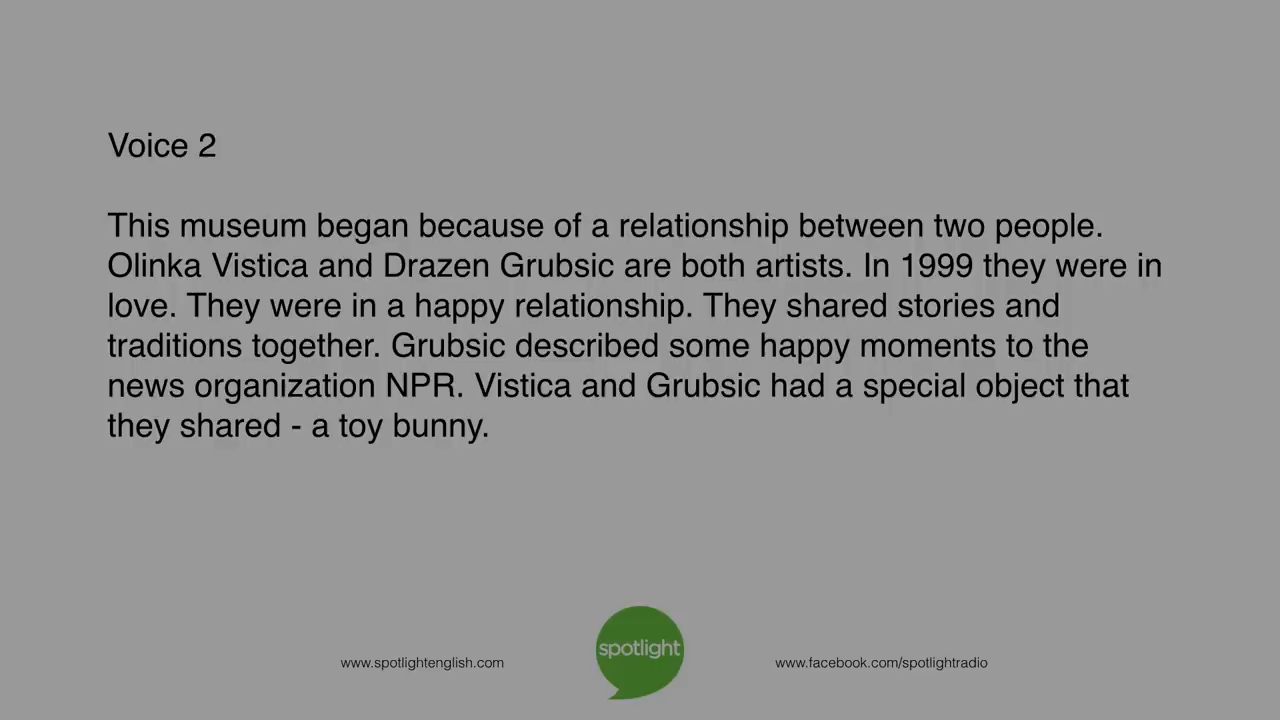 Voice 2
This museum began because of a relationship between two people.
Olinka Vistica and Drazen Grubsic are both artists. In 1999 they were in
love. They were in a happy relationship. They shared stories and
traditions together. Grubsic described some happy moments to the
news organization NPR. Vistica and Grubsic had a special object that
they shared - a toy bunny.
spotlight
www.spotlightenglish.com
www.facebook.com/spotlightradio